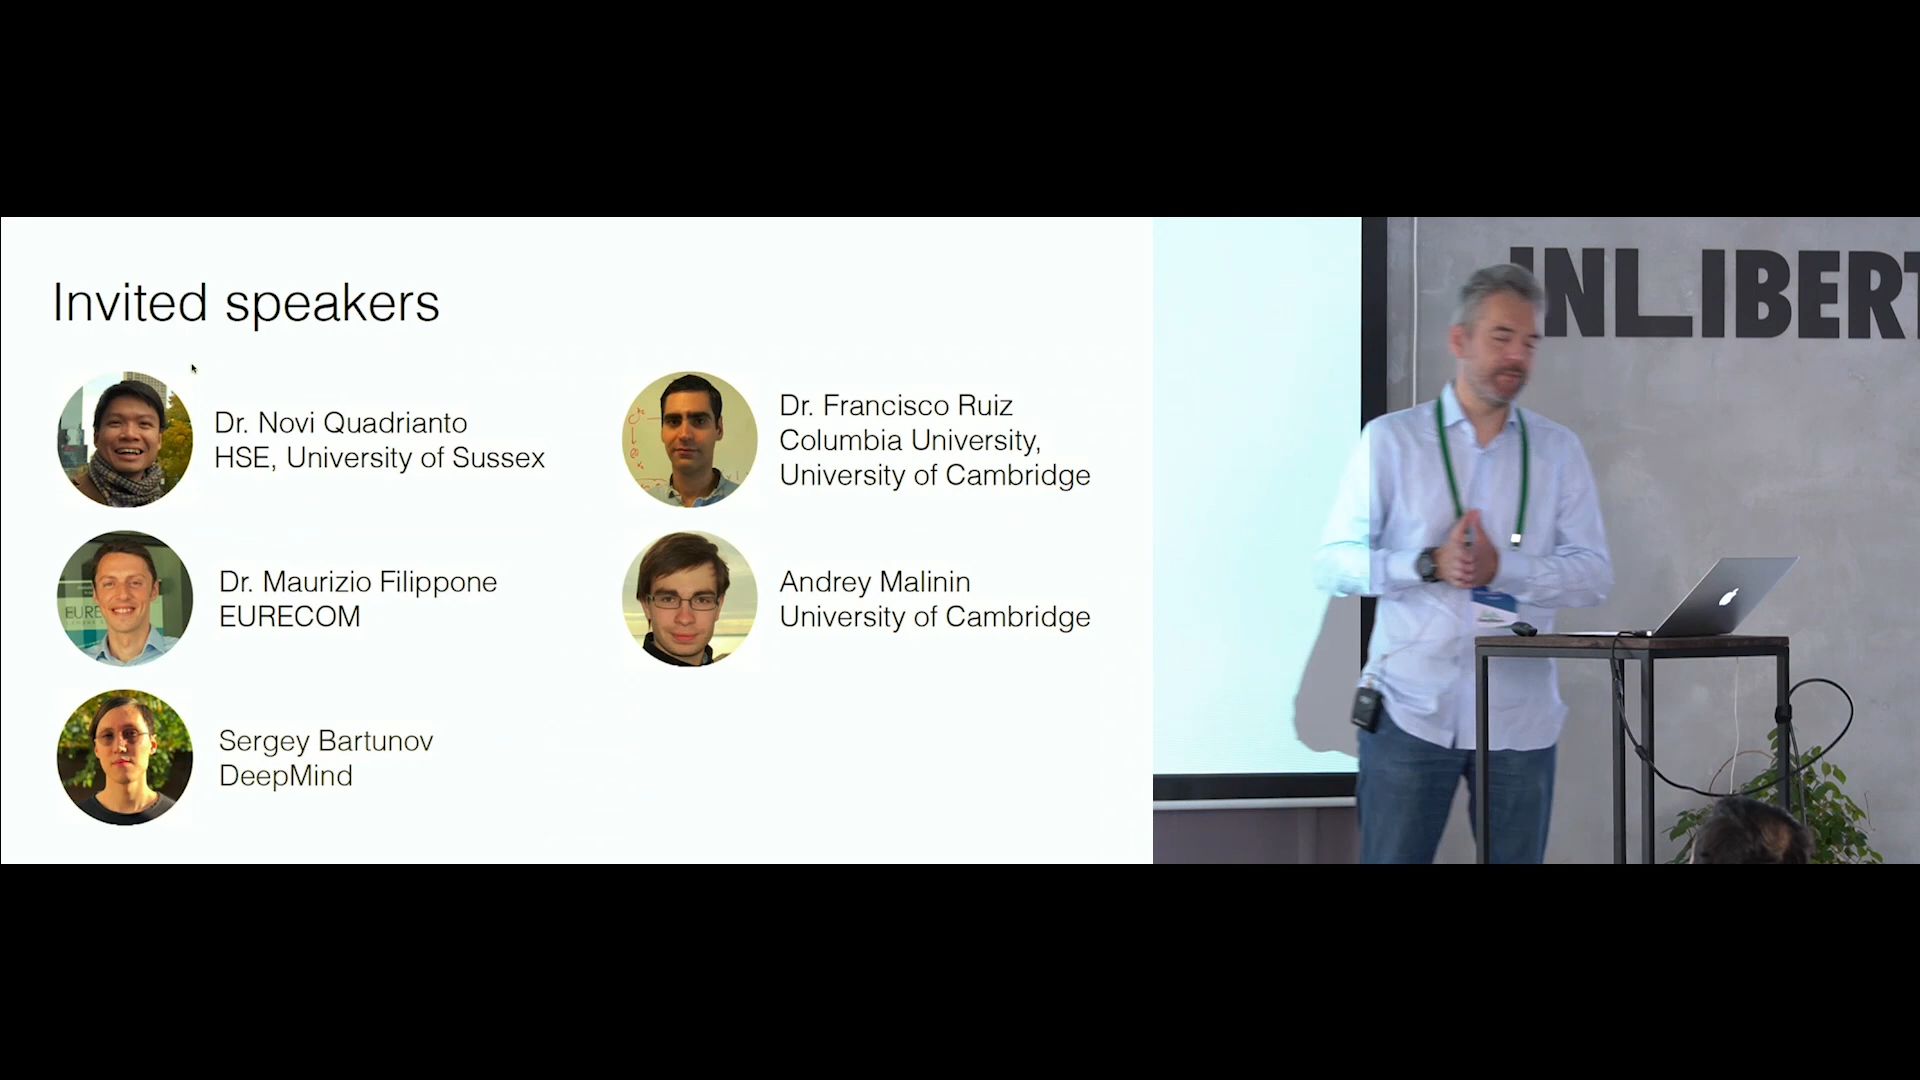 Invited speakers
Dr. Novi Quadrianto
HSE, University of Sussex
Dr. Francisco Ruiz
Columbia University,
University of Cambridge
Dr. Maurizio Filippone
EURECOM
Andrey Malinin
University of Cambridge
Sergey Bartunov
DeepMind
INLIBERT